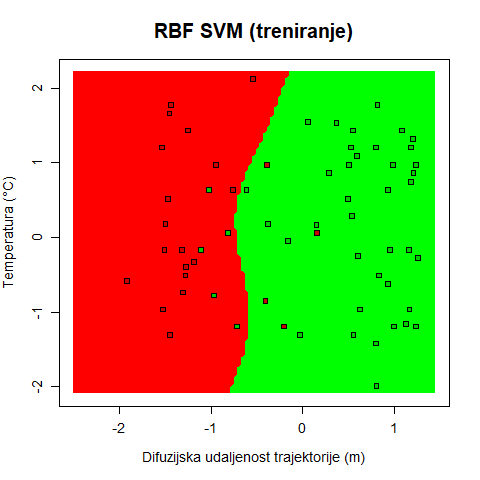 RBF SVM (treniranje)
Temperatura (°C)
2
1
0
-1
-2
-2 -1 0 1
Difuzijska udaljenost trajektorije (m)